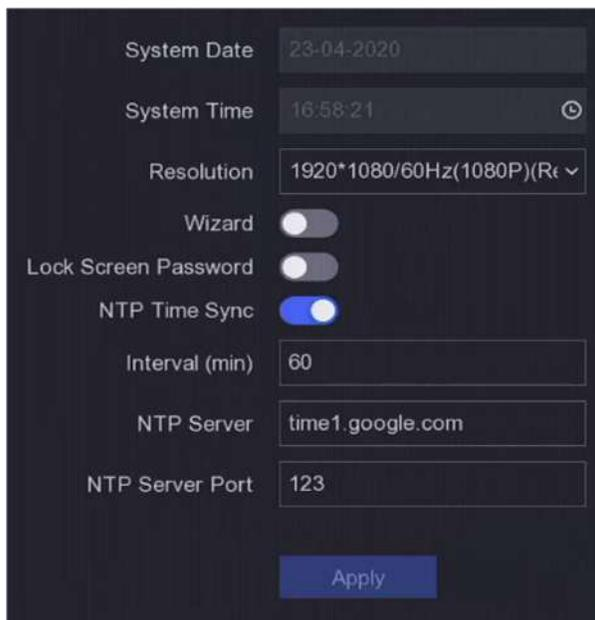 System Date 23-04-2020
System Time 16:58:21
Resolution 1920*1080/60Hz(1080P)(Re
Wizard
Lock Screen Password
NTP Time Sync
Interval (min) 60
NTP Server time1.google.com
NTP Server Port 123
Apply